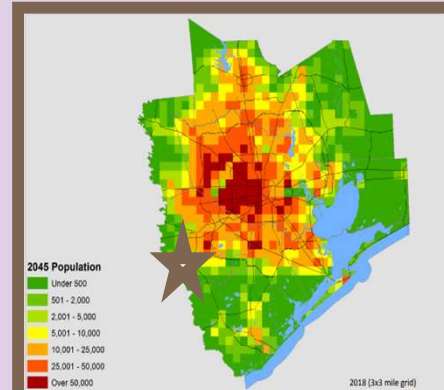 2045 Population
Under 500
501 - 2,000
2,001 - 5,000
5,001 - 10,000
10,001 - 25,000
25,001 - 50,000
Over 50,000
2018 (3x3 mile grid)